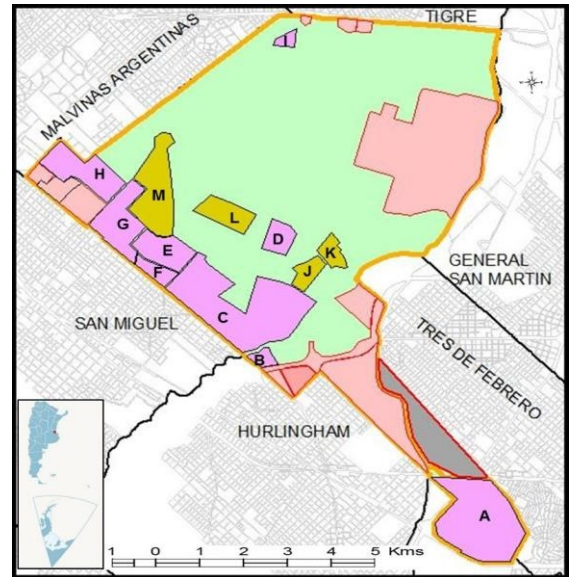 TIGRE
MALVINAS ARGENTINAS
I
H
M
G
L
D
E
K
F
J
GENERAL
SAN MARTIN
C
SAN MIGUEL
B
TRES DE FEBRERO
HURLINGHAM
A
1 0 1 2 3 4 5 Kms